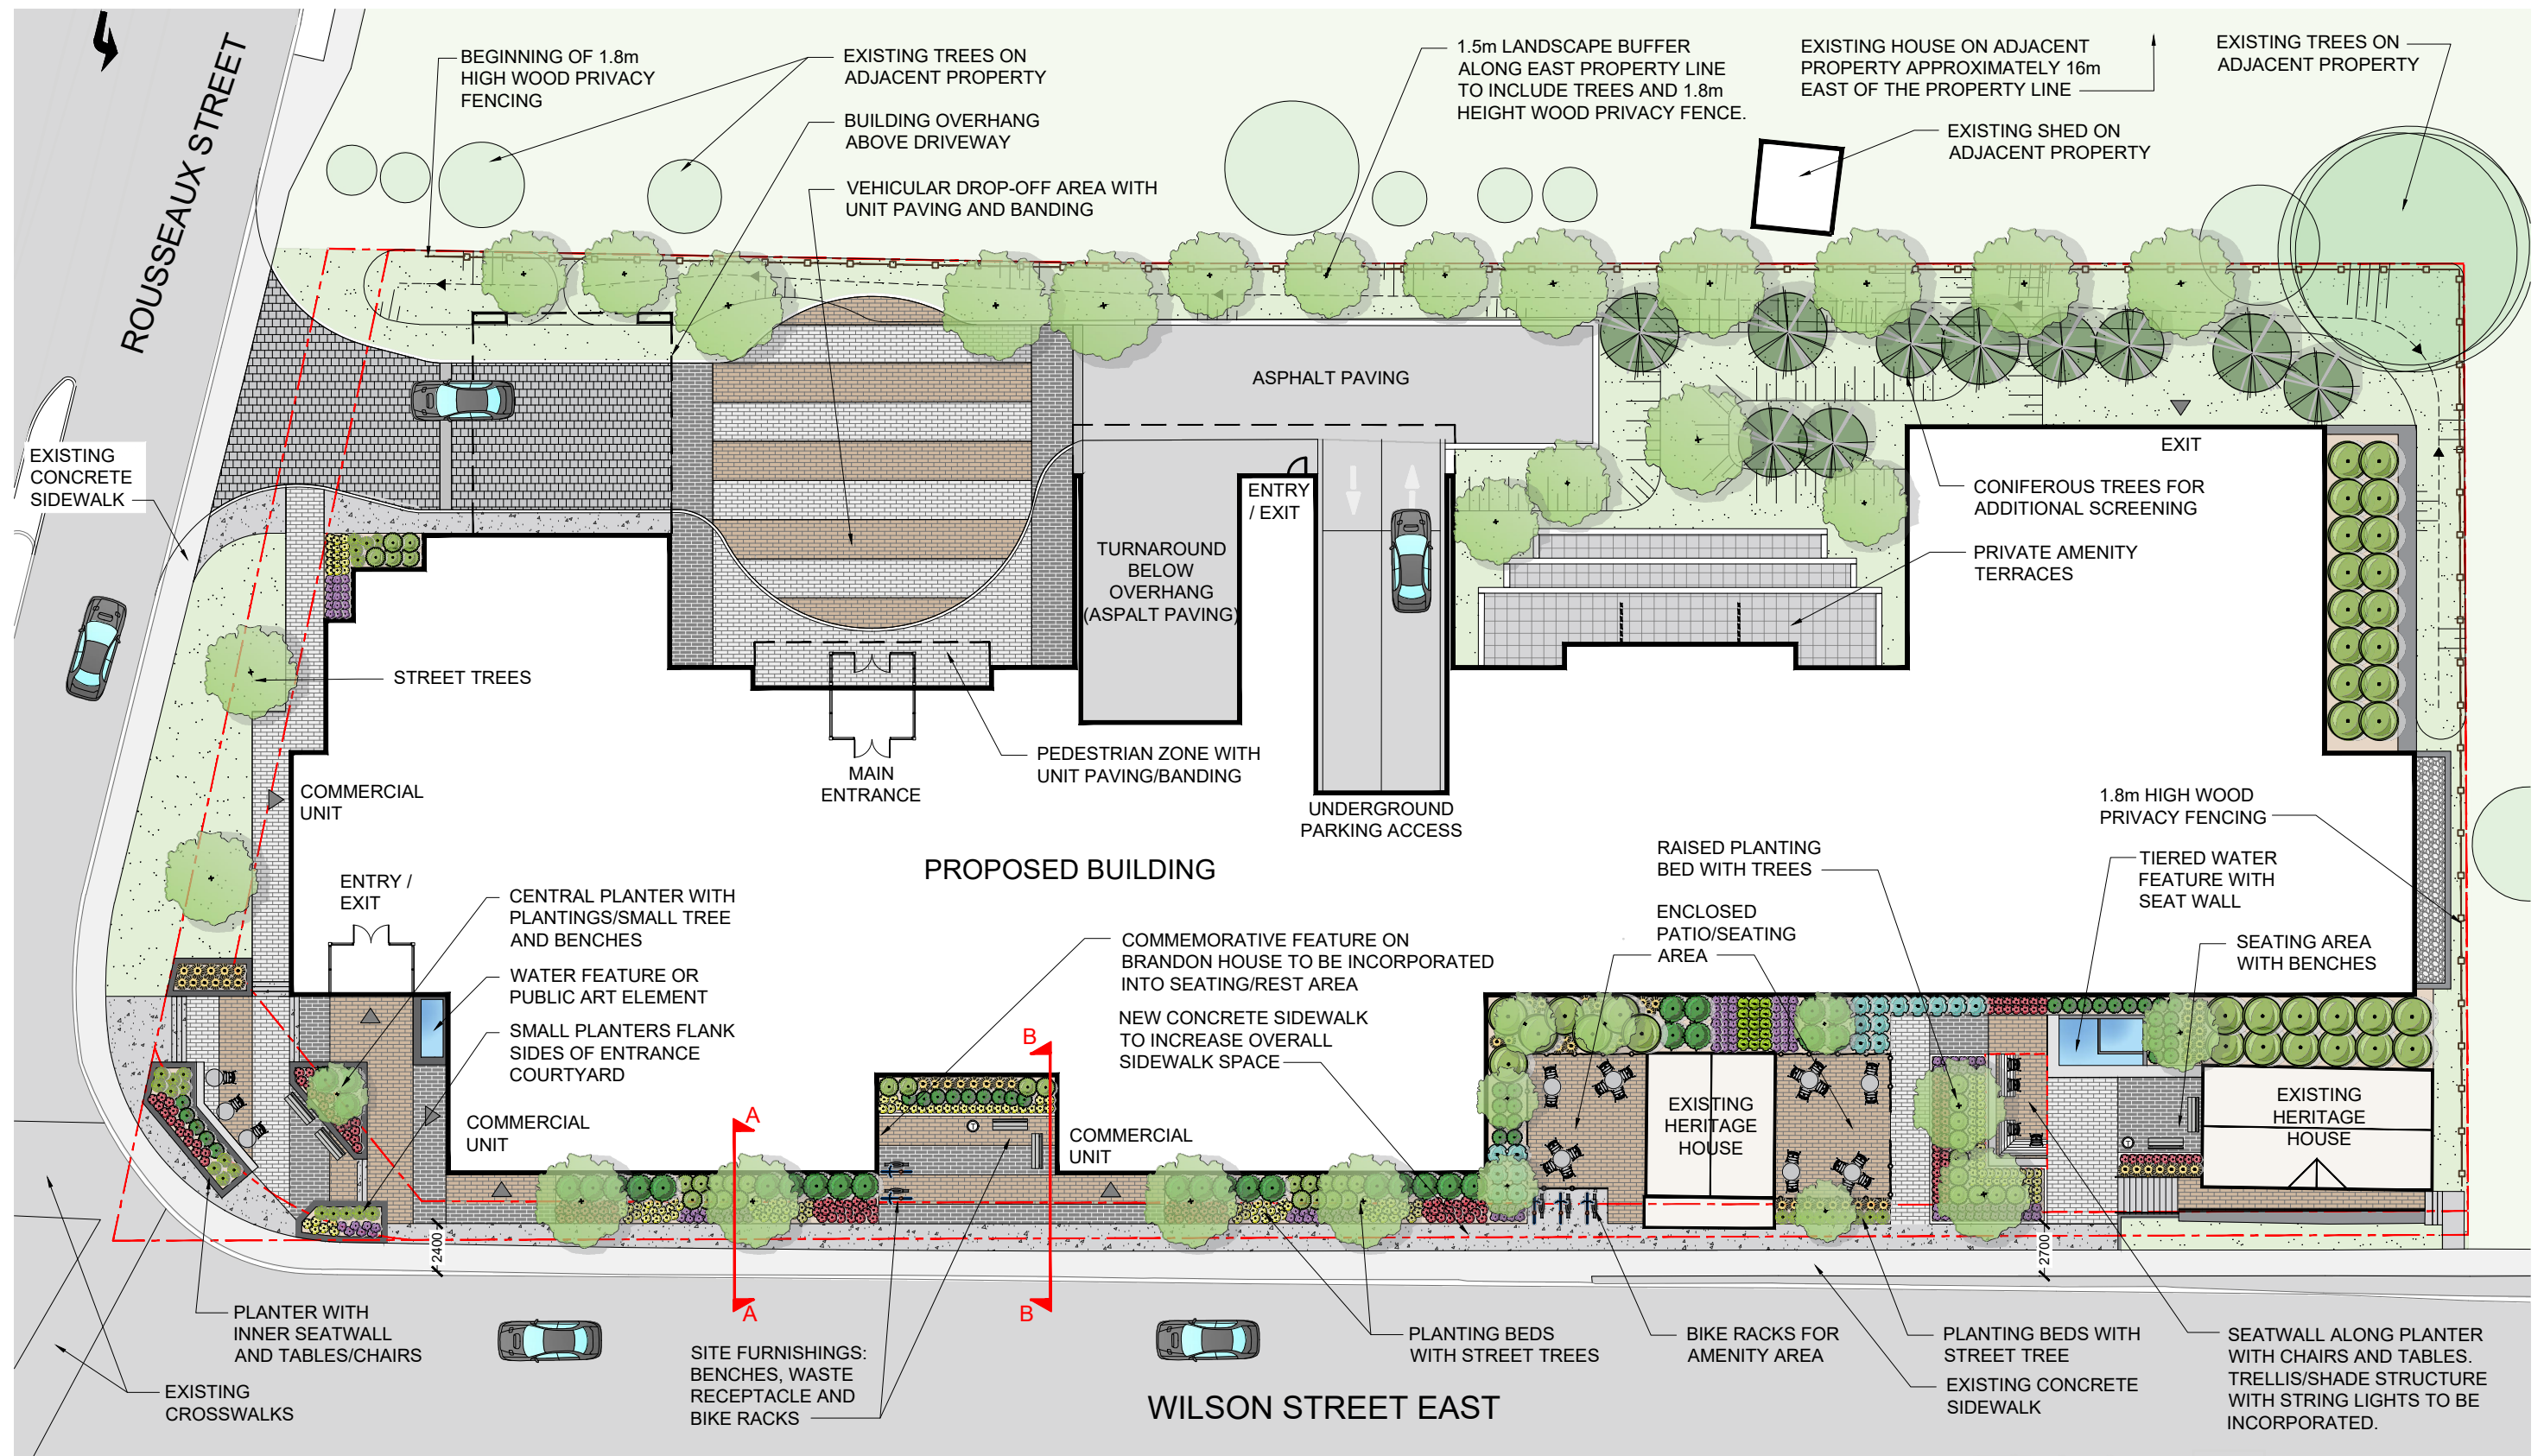 ROUSSEAUX STREET
BEGINNING OF 1.8m
HIGH WOOD PRIVACY
FENCING
EXISTING TREES ON
ADJACENT PROPERTY
BUILDING OVERHANG
ABOVE DRIVEWAY
VEHICULAR DROP-OFF AREA WITH
UNIT PAVING AND BANDING
1.5m LANDSCAPE BUFFER
ALONG EAST PROPERTY LINE
TO INCLUDE TREES AND 1.8m
HEIGHT WOOD PRIVACY FENCE.
EXISTING HOUSE ON ADJACENT
PROPERTY APPROXIMATELY 16m
EAST OF THE PROPERTY LINE
EXISTING SHED ON
ADJACENT PROPERTY
EXISTING TREES ON
ADJACENT PROPERTY
ASPHALT PAVING
EXISTING
CONCRETE
SIDEWALK
EXIT
ENTRY
/ EXIT
CONIFEROUS TREES FOR
ADDITIONAL SCREENING
TURNAROUND
BELOW
OVERHANG
(ASPALT PAVING)
PRIVATE AMENITY
TERRACES
STREET TREES
PEDESTRIAN ZONE WITH
UNIT PAVING/BANDING
MAIN
ENTRANCE
COMMERCIAL
UNIT
UNDERGROUND
PARKING ACCESS
1.8m HIGH WOOD
PRIVACY FENCING
PROPOSED BUILDING
RAISED PLANTING
BED WITH TREES
TIERED WATER
FEATURE WITH
SEAT WALL
ENTRY /
EXIT
CENTRAL PLANTER WITH
PLANTINGS/SMALL TREE
AND BENCHES
ENCLOSED
PATIO/SEATING
AREA
COMMEMORATIVE FEATURE ON
BRANDON HOUSE TO BE INCORPORATED
INTO SEATING/REST AREA
SEATING AREA
WITH BENCHES
WATER FEATURE OR
PUBLIC ART ELEMENT
SMALL PLANTERS FLANK
SIDES OF ENTRANCE
COURTYARD
NEW CONCRETE SIDEWALK
TO INCREASE OVERALL
SIDEWALK SPACE
B
A
COMMERCIAL
UNIT
COMMERCIAL
UNIT
EXISTING
HERITAGE
HOUSE
EXISTING
HERITAGE
HOUSE
T
T
2400
2700
A
B
PLANTER WITH
INNER SEATWALL
AND TABLES/CHAIRS
EXISTING
CROSSWALKS
SITE FURNISHINGS:
BENCHES, WASTE
RECEPTACLE AND
BIKE RACKS
PLANTING BEDS
WITH STREET TREES
BIKE RACKS FOR
AMENITY AREA
PLANTING BEDS WITH
STREET TREE
EXISTING CONCRETE
SIDEWALK
SEATWALL ALONG PLANTER
WITH CHAIRS AND TABLES.
TRELLIS/SHADE STRUCTURE
WITH STRING LIGHTS TO BE
INCORPORATED.
WILSON STREET EAST